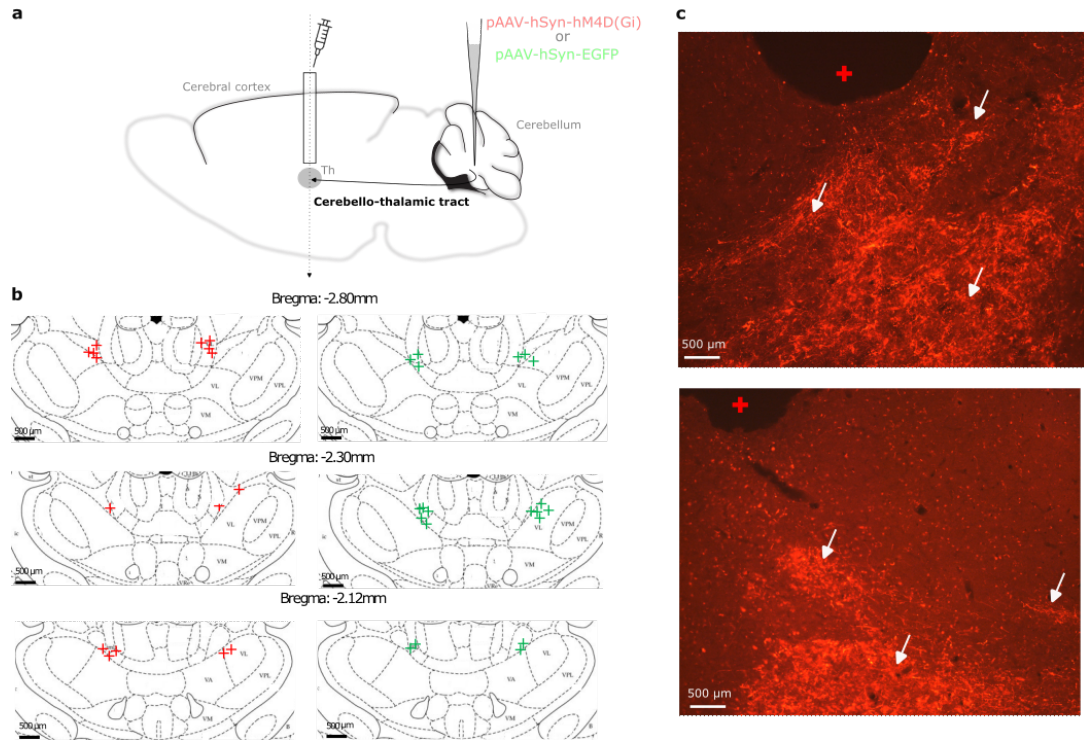 a
pAAV-hSyn-hM4D(Gi)
or
pAAV-hSyn-EGFP
Cerebral cortex
Cerebellum
Th
Cerebello-thalamic tract
b
Bregma: -2.80mm
VL
VPM
VPL
VM
500 µm
VL
VPM
VPL
VM
500 µm
Bregma: -2.30mm
VL
VPM
VPL
VM
500 µm
VL
VPM
VPL
VM
500 µm
Bregma: -2.12mm
VL
VA
VM
500 µm
VL
VA
VM
500 µm
c
500 µm
500 µm